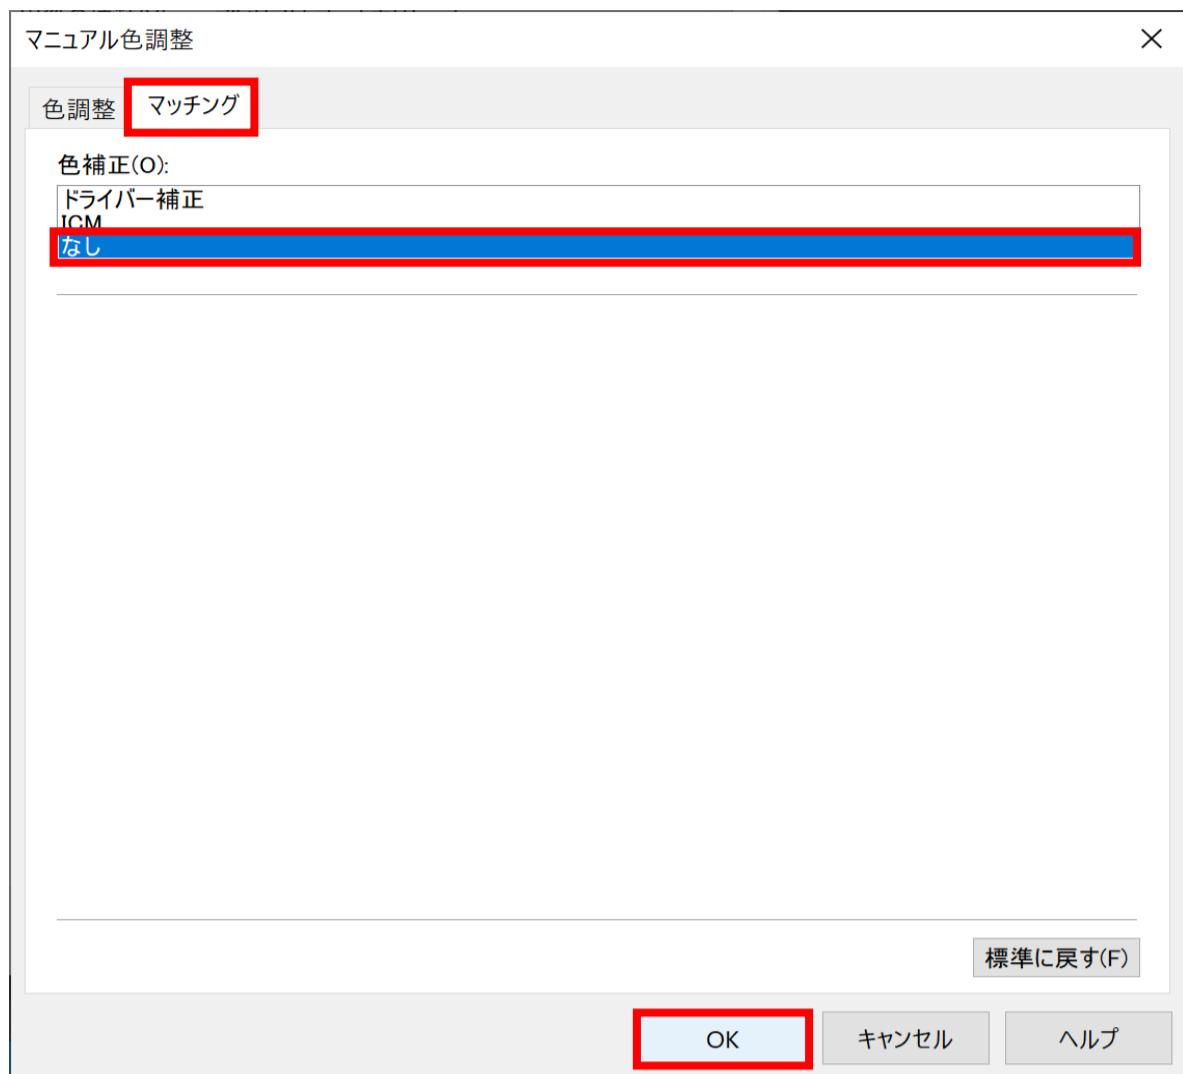 マニュアル色調整
色調整 マッチング
色補正(O):
ドライバー補正
ICM
なし
標準に戻す(F)
OK キャンセル ヘルプ